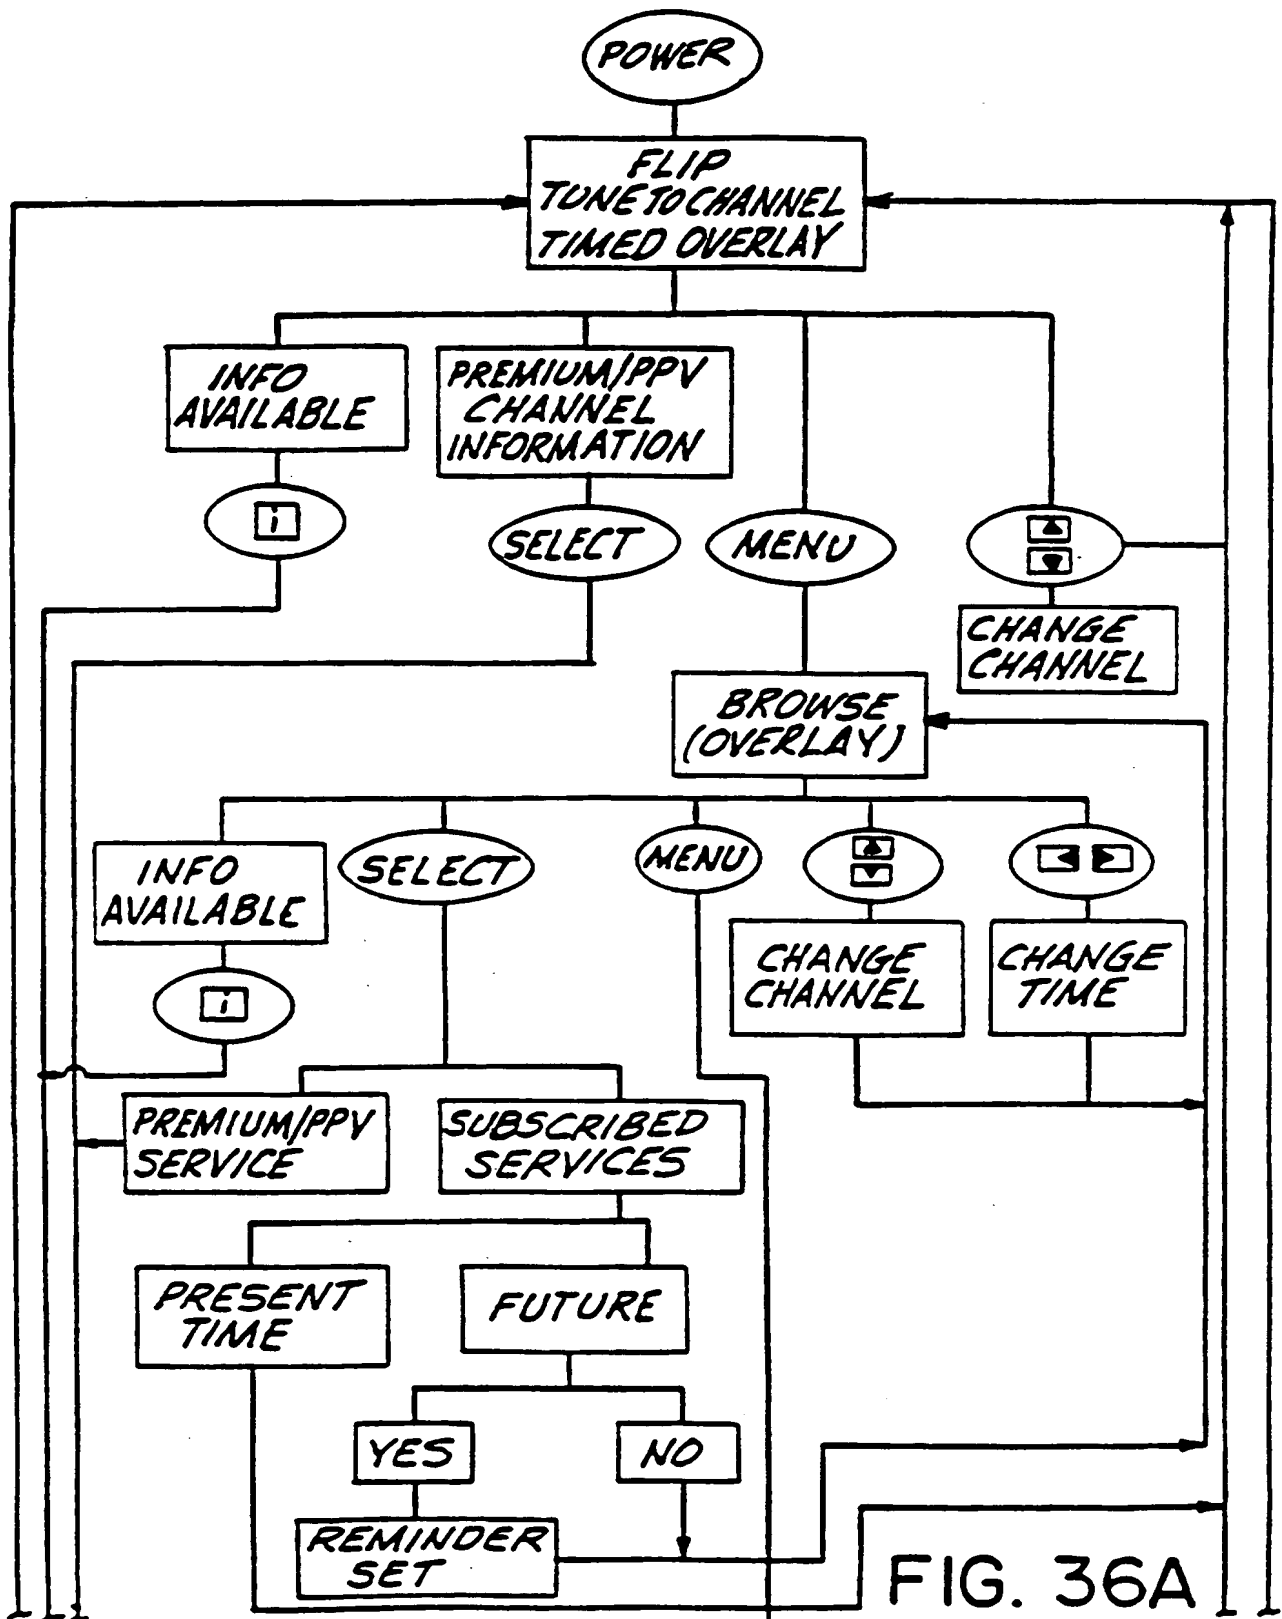 POWER
FLIP
TUNE TO CHANNEL
TIMED OVERLAY
INFO
AVAILABLE
PREMIUM/PPV
CHANNEL
INFORMATION
i
SELECT
MENU
CHANGE
CHANNEL
BROWSE
(OVERLAY)
INFO
AVAILABLE
SELECT
MENU
i
CHANGE
CHANNEL
CHANGE
TIME
PREMIUM/PPV
SERVICE
SUBSCRIBED
SERVICES
PRESENT
TIME
FUTURE
YES
NO
REMINDER
SET
FIG. 36A